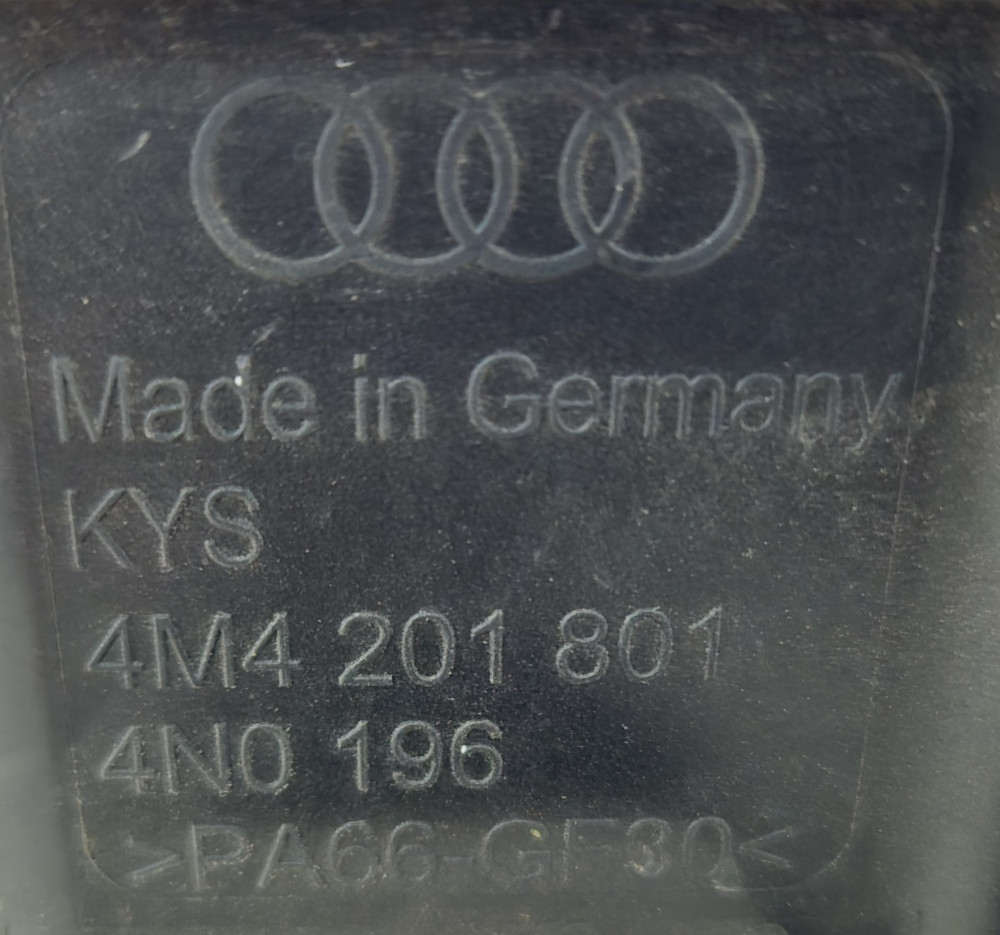 Made in Germany
KYS
4M4 201 801
4N0 196
>PA66-GF30<